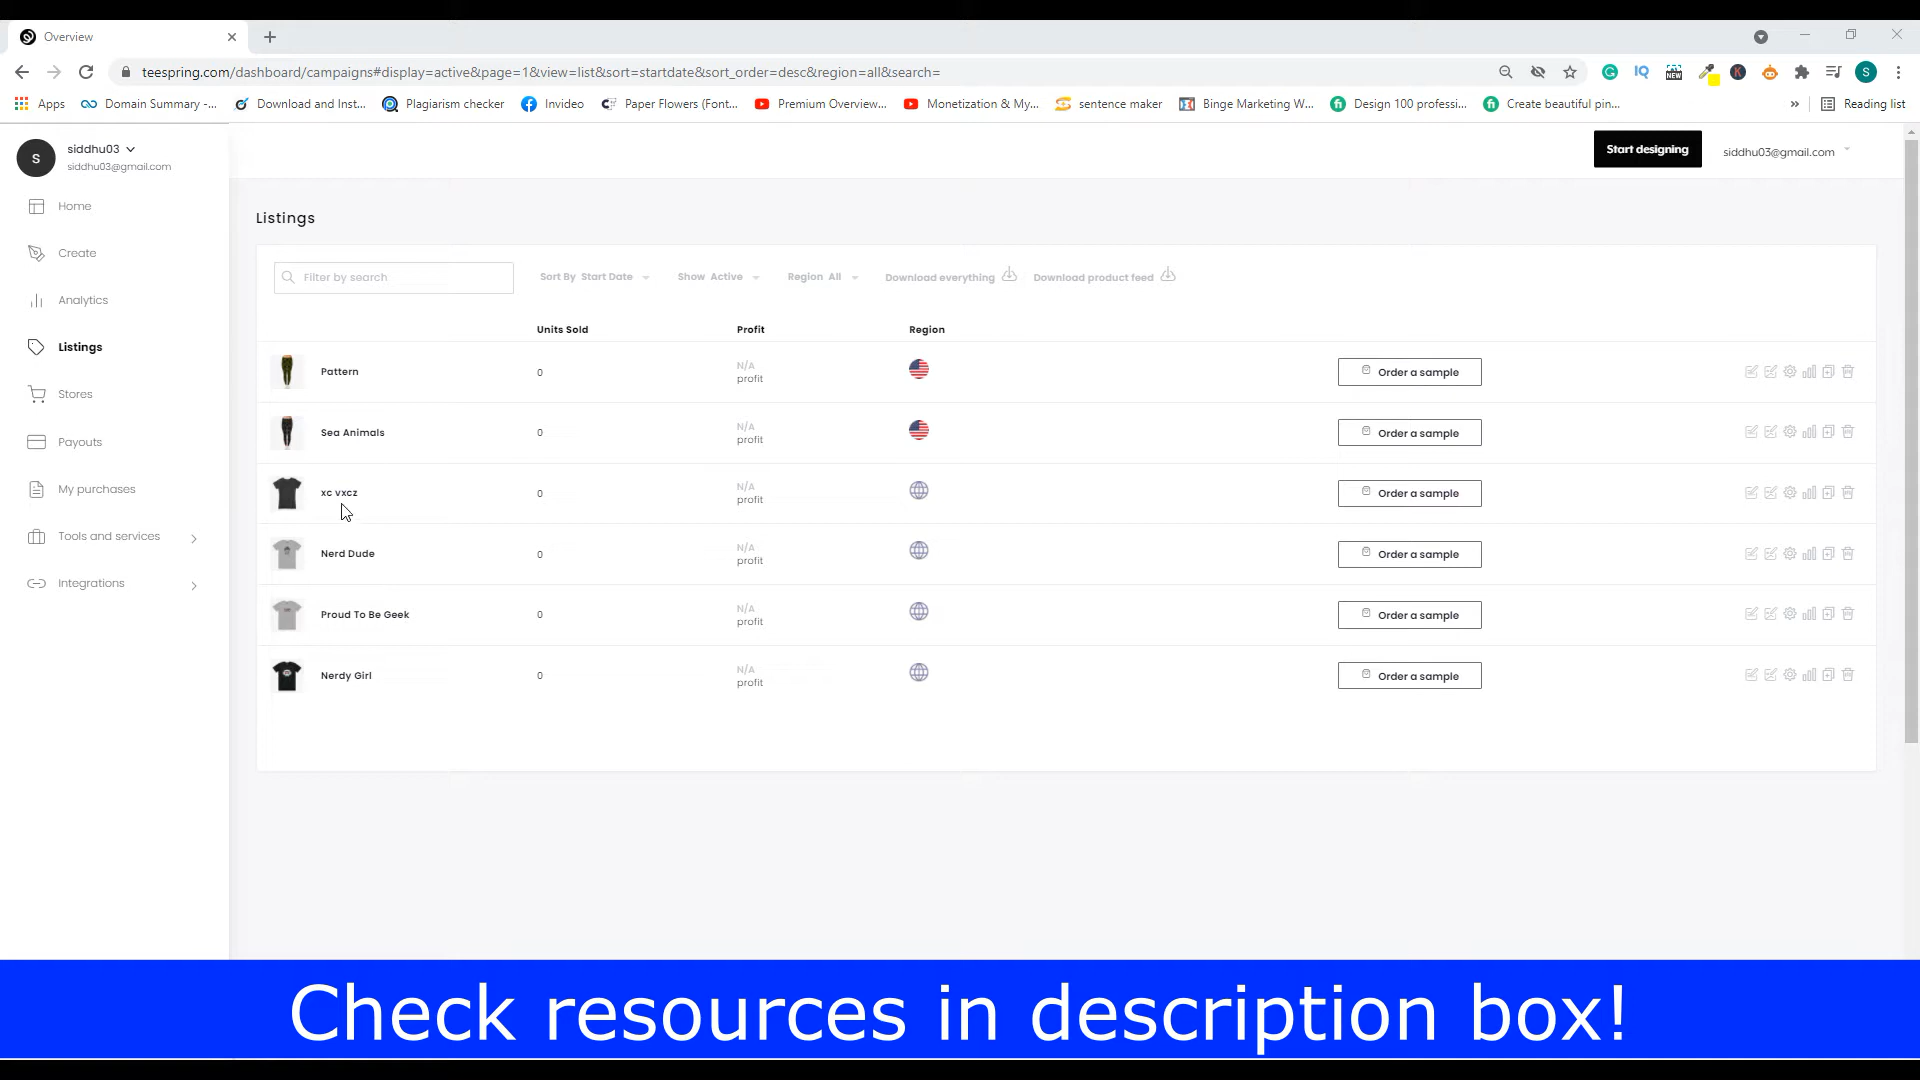 Overview
teespring.com/dashboard/campaigns#display=active&page=1&view=list&sort=startdate&sort_order=desc&region=all&search=
Apps Domain Summary -... Download and Inst... Plagiarism checker Invideo Paper Flowers (Font... Premium Overview... Monetization & My... sentence maker Binge Marketing W... Design 100 professi... Create beautiful pin... » Reading list
S siddhu03
siddhu03@gmail.com
Start designing siddhu03@gmail.com
Home
Create
Analytics
Listings
Stores
Payouts
My purchases
Tools and services
Integrations
Listings
Filter by search Sort By Start Date Show Active Region All Download everything Download product feed
Units Sold Profit Region
Pattern 0 N/A profit Order a sample
Sea Animals 0 N/A profit Order a sample
xc vxcz 0 N/A profit Order a sample
Nerd Dude 0 N/A profit Order a sample
Proud To Be Geek 0 N/A profit Order a sample
Nerdy Girl 0 N/A profit Order a sample
Check resources in description box!